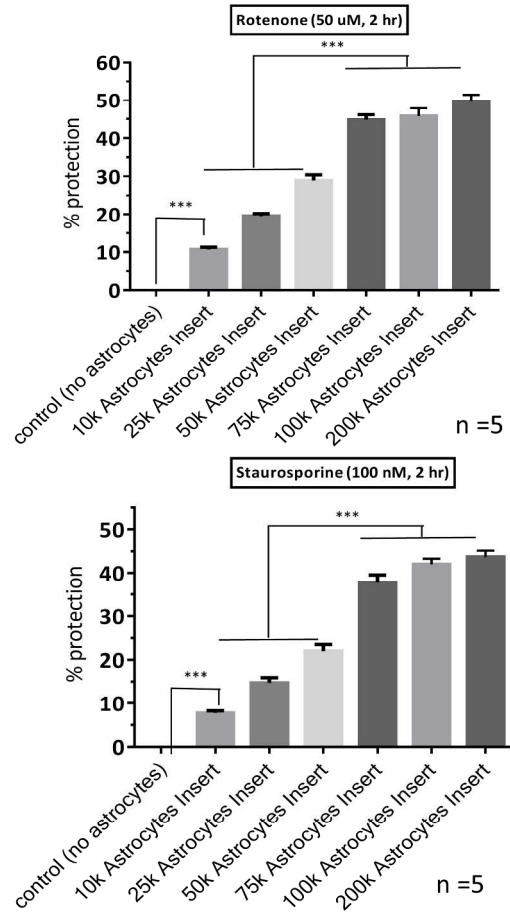 Rotenone (50 uM, 2 hr)
***
60
50
40
30
20
10
0
% protection
***
control (no astrocytes)
10k Astrocytes Insert
25k Astrocytes Insert
50k Astrocytes Insert
75k Astrocytes Insert
100k Astrocytes Insert
200k Astrocytes Insert
n =5
Staurosporine (100 nM, 2 hr)
***
50
40
30
20
10
0
% protection
***
control (no astrocytes)
10k Astrocytes Insert
25k Astrocytes Insert
50k Astrocytes Insert
75k Astrocytes Insert
100k Astrocytes Insert
200k Astrocytes Insert
n =5